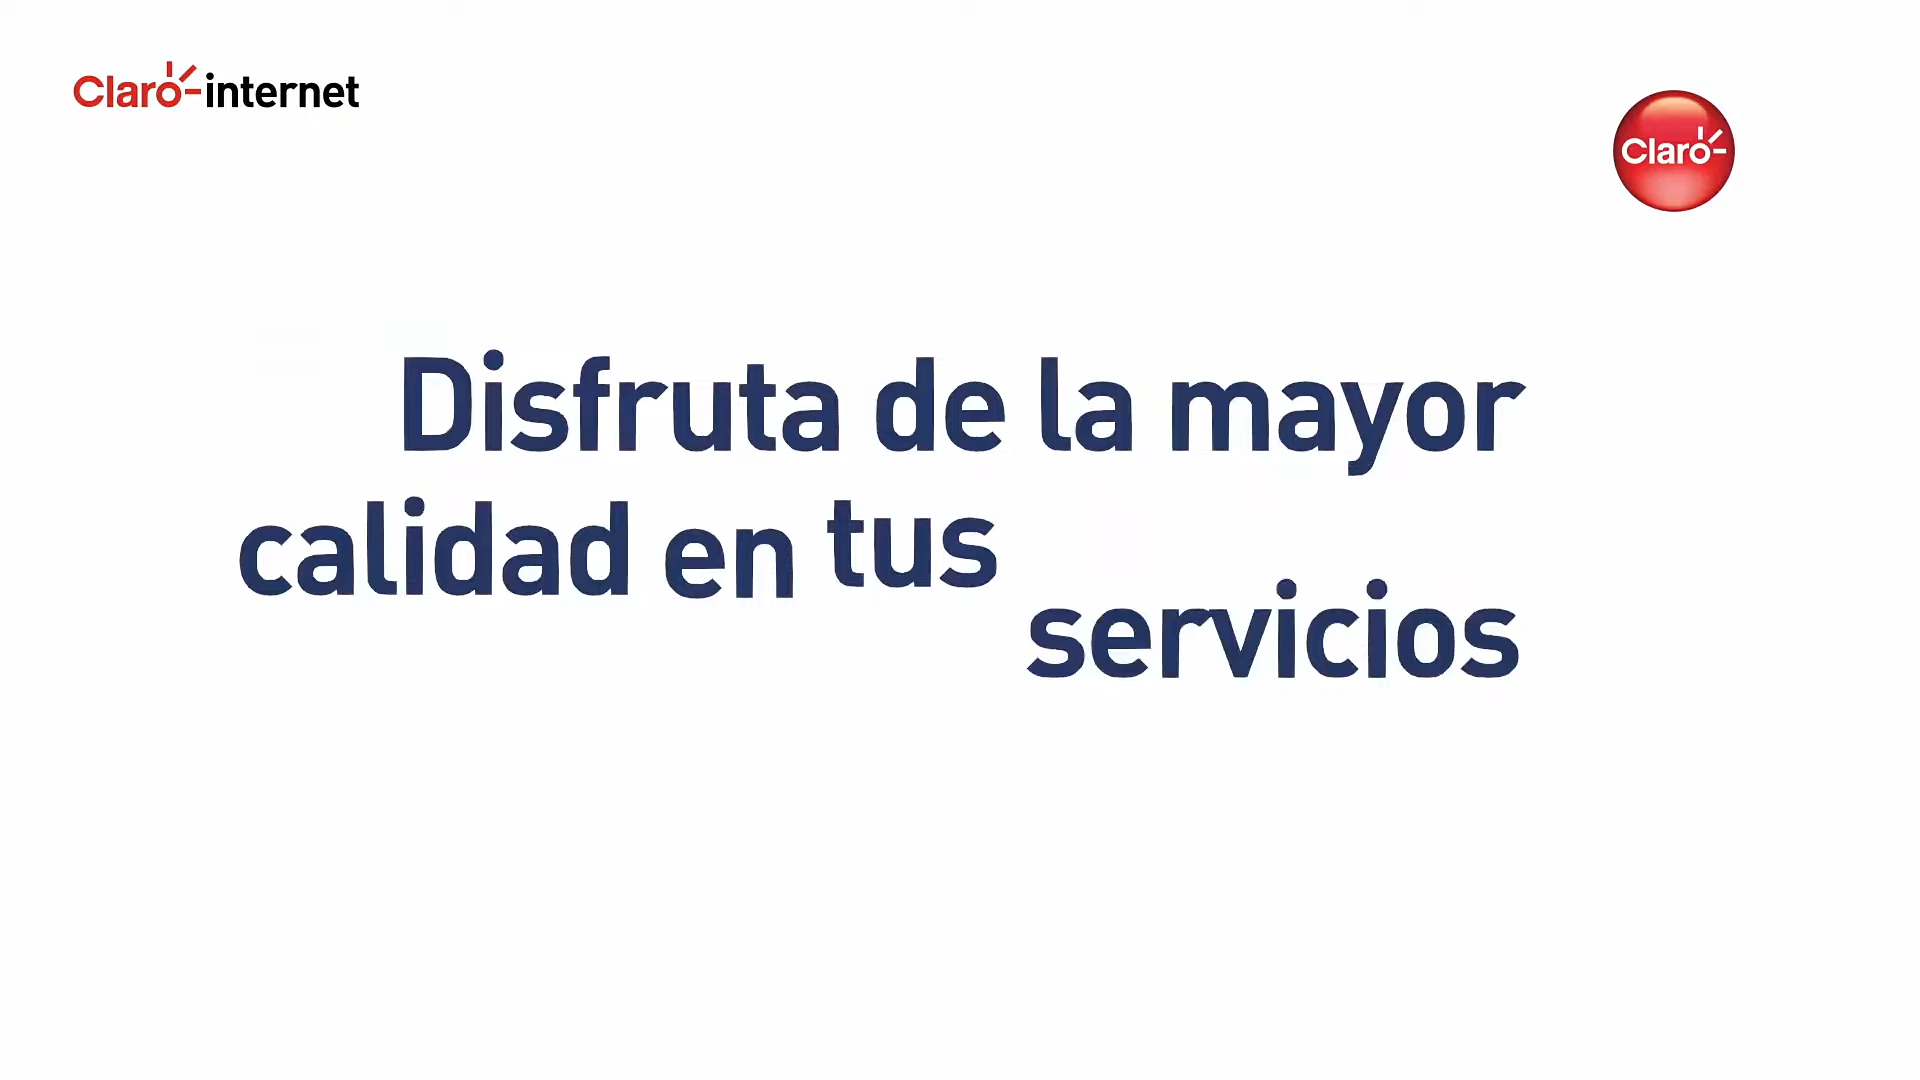 Claro internet
Claro
Disfruta de la mayor
calidad en tus
servicios